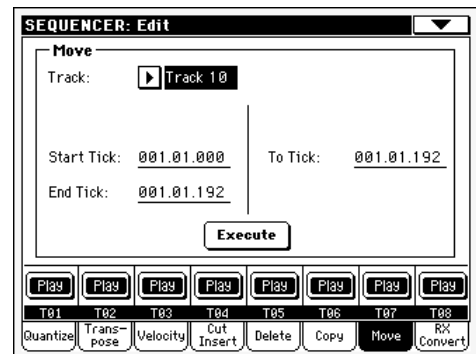 SEQUENCER: Edit
Move
Track: Track 10
Start Tick: 001.01.000 To Tick: 001.01.192
End Tick: 001.01.192
Execute
Play Play Play Play Play Play Play Play
T01 T02 T03 T04 T05 T06 T07 T08
Quantize Trans-pose Velocity Cut Insert Delete Copy Move RX Convert